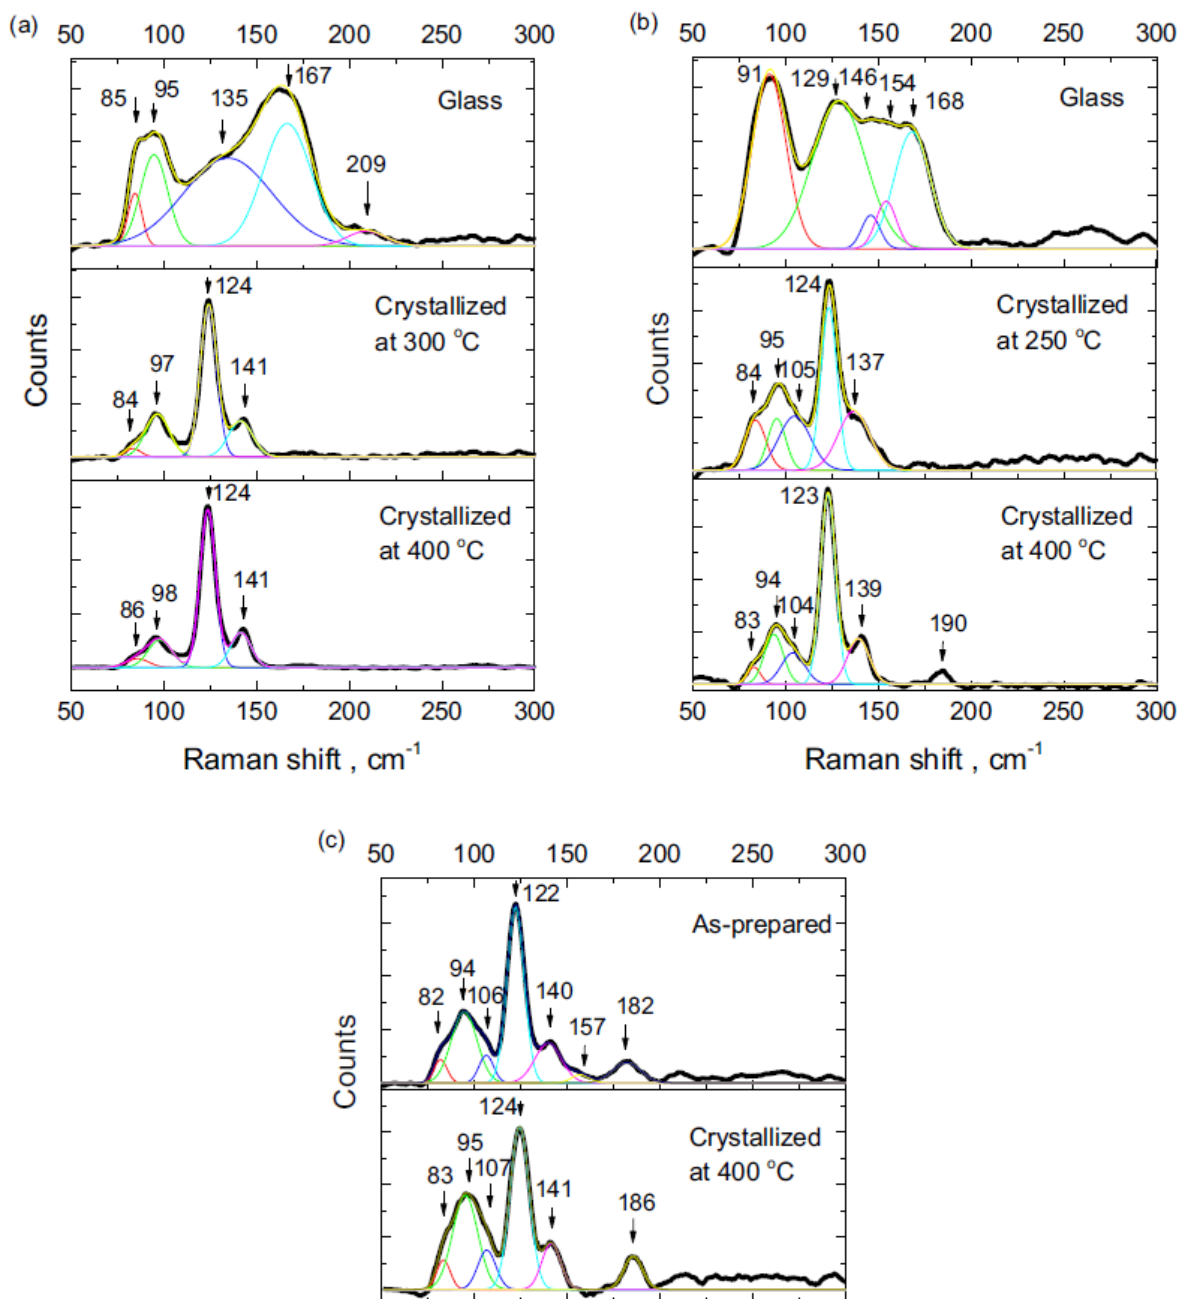 (a)
50 100 150 200 250 300
85 95 135 167 209
Glass
124
84 97 141
Crystallized
at 300 °C
124
86 98 141
Crystallized
at 400 °C
Counts
50 100 150 200 250 300
Raman shift , cm-1
(b)
50 100 150 200 250 300
91 129 146 154 168
Glass
124
84 95 105 137
Crystallized
at 250 °C
123
83 94 104 139 190
Crystallized
at 400 °C
Counts
50 100 150 200 250 300
Raman shift , cm-1
(c)
50 100 150 200 250 300
122
82 94 106 140 157 182
As-prepared
124
83 95 107 141 186
Crystallized
at 400 °C
Counts